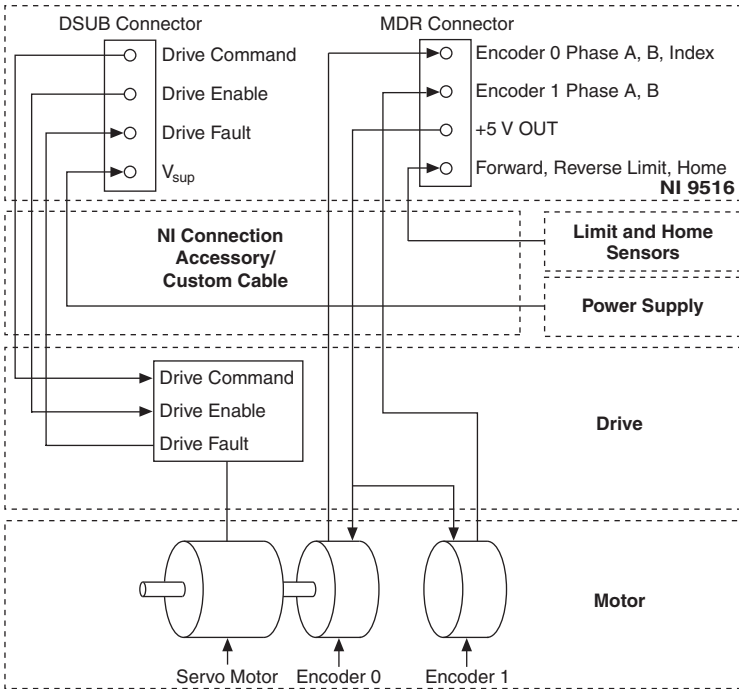 DSUB Connector
MDR Connector
Drive Command
Drive Enable
Drive Fault
Vsup
Encoder 0 Phase A, B, Index
Encoder 1 Phase A, B
+5 V OUT
Forward, Reverse Limit, Home
NI 9516
NI Connection
Accessory/
Custom Cable
Limit and Home
Sensors
Power Supply
Drive Command
Drive Enable
Drive Fault
Drive
Motor
Servo Motor
Encoder 0
Encoder 1